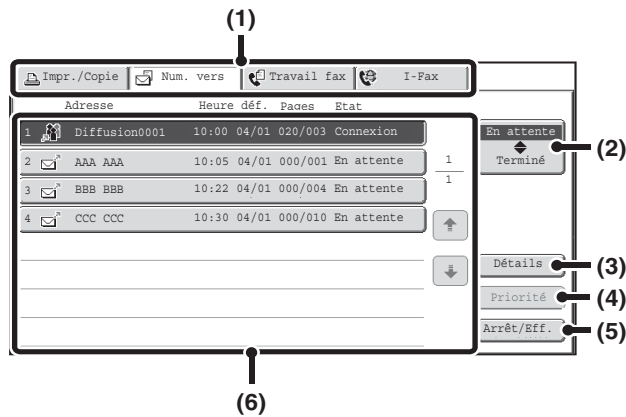 (1)
Impr./Copie Num. vers Travail fax I-Fax
Adresse Heure déf. Pages Etat
1 Diffusion0001 10:00 04/01 020/003 Connexion
2 AAA AAA 10:05 04/01 000/001 En attente
3 BBB BBB 10:22 04/01 000/004 En attente
4 CCC CCC 10:30 04/01 000/010 En attente
1
1
En attente
Terminé
(2)
Détails (3)
Priorité (4)
Arrêt/Eff. (5)
(6)